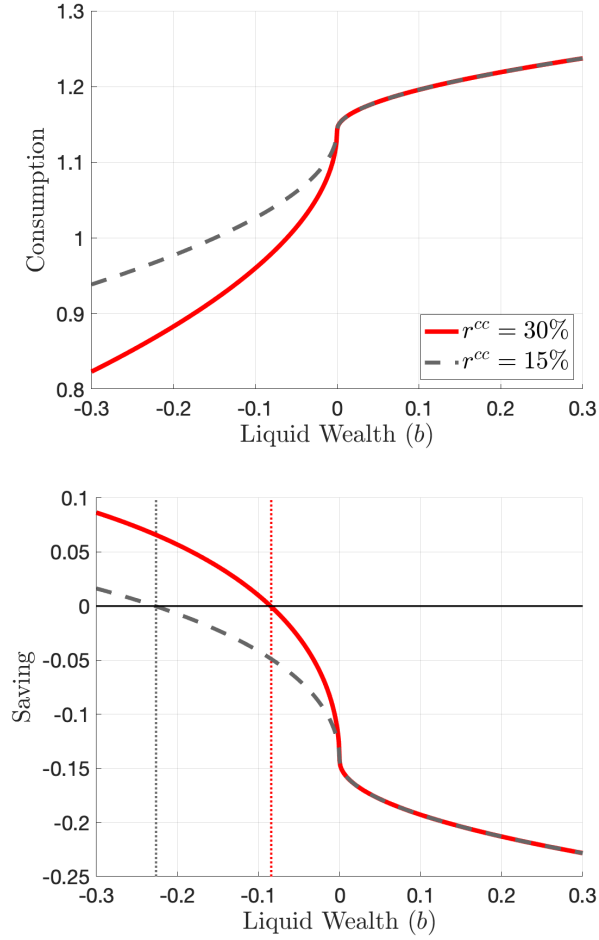 1.3
1.2
1.1
1
0.9
0.8
Consumption
-0.3 -0.2 -0.1 0 0.1 0.2 0.3
Liquid Wealth (b)
r^{cc} = 30%
r^{cc} = 15%
0.1
0.05
0
-0.05
-0.1
-0.15
-0.2
-0.25
Saving
-0.3 -0.2 -0.1 0 0.1 0.2 0.3
Liquid Wealth (b)